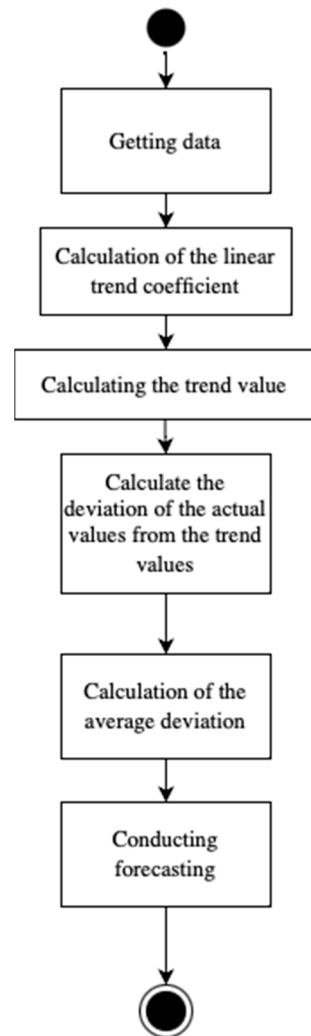 Getting data
Calculation of the linear
trend coefficient
Calculating the trend value
Calculate the
deviation of the actual
values from the trend
values
Calculation of the
average deviation
Conducting
forecasting